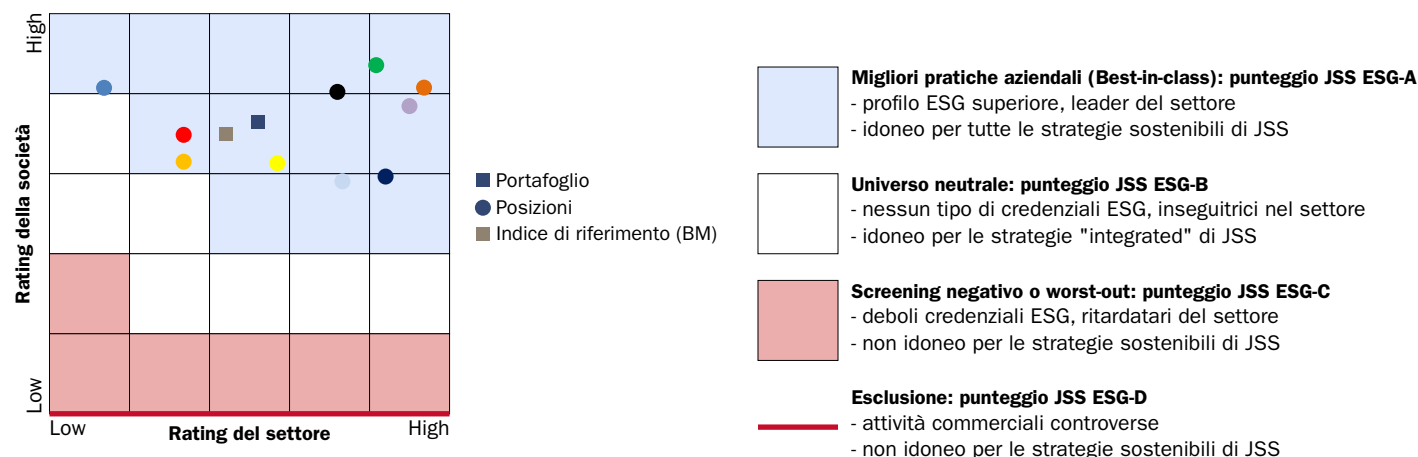 High
Rating della società
Low
Low
Rating del settore
High
Portafoglio
Posizioni
Indice di riferimento (BM)
Migliori pratiche aziendali (Best-in-class): punteggio JSS ESG-A
- profilo ESG superiore, leader del settore
- idoneo per tutte le strategie sostenibili di JSS
Universo neutrale: punteggio JSS ESG-B
- nessun tipo di credenziali ESG, inseguitrici nel settore
- idoneo per le strategie "integrated" di JSS
Screening negativo o worst-out: punteggio JSS ESG-C
- deboli credenziali ESG, ritardatari del settore
- non idoneo per le strategie sostenibili di JSS
Esclusione: punteggio JSS ESG-D
- attività commerciali controverse
- non idoneo per le strategie sostenibili di JSS